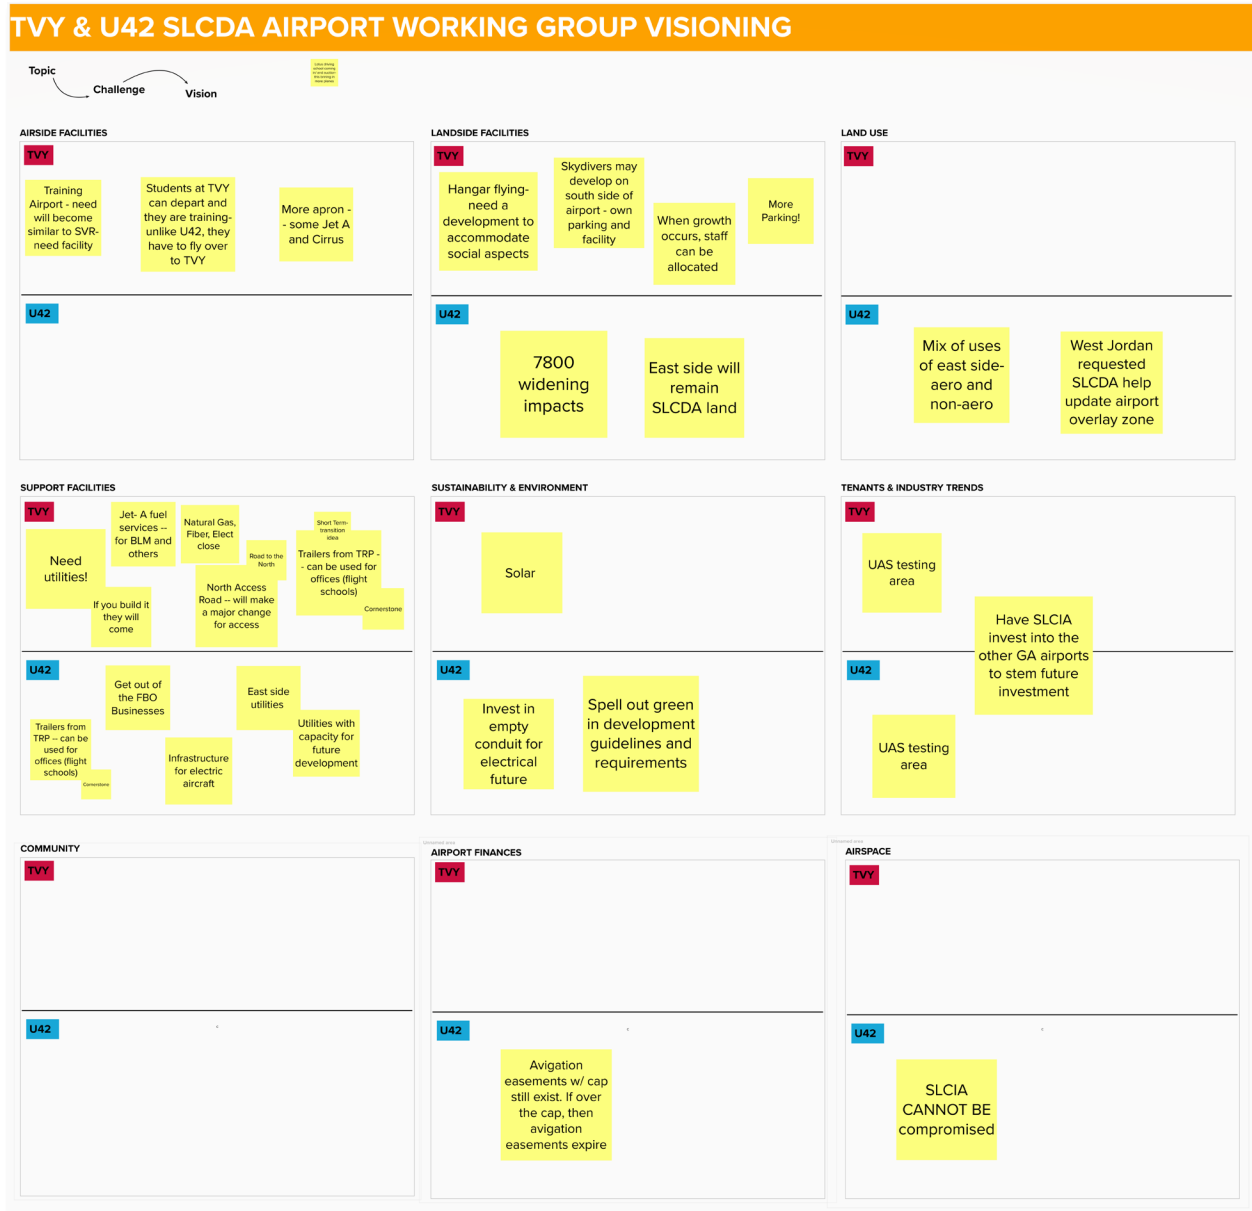 TVY & U42 SLCDA AIRPORT WORKING GROUP VISIONING
Topic
Challenge
Vision
AIRSIDE FACILITIES
TVY
Training
Airport - need
will become
similar to SVR-
need facility
Students at TVY
can depart and
they are training-
unlike U42, they
have to fly over
to TVY
More apron -
- some Jet A
and Cirrus
U42
LANDSIDE FACILITIES
TVY
Hangar flying-
need a
development to
accommodate
social aspects
Skydivers may
develop on
south side of
airport - own
parking and
facility
When growth
occurs, staff
can be
allocated
More
Parking!
U42
7800
widening
impacts
East side will
remain
SLCDA land
LAND USE
TVY
U42
Mix of uses
of east side-
aero and
non-aero
West Jordan
requested
SLCDA help
update airport
overlay zone
SUPPORT FACILITIES
TVY
Need
utilities!
If you build it
they will
come
Jet- A fuel
services --
for BLM and
others
Natural Gas,
Fiber, Elect
close
Road to the
North
North Access
Road -- will make
a major change
for access
Short Term-
transition
idea
Trailers from TRP -
- can be used for
offices (flight
schools)
Cornerstone
U42
Trailers from
TRP -- can be
used for
offices (flight
schools)
Cornerstone
Get out of
the FBO
Businesses
Infrastructure
for electric
aircraft
East side
utilities
Utilities with
capacity for
future
development
SUSTAINABILITY & ENVIRONMENT
TVY
Solar
U42
Invest in
empty
conduit for
electrical
future
Spell out green
in development
guidelines and
requirements
TENANTS & INDUSTRY TRENDS
TVY
UAS testing
area
Have SLCIA
invest into the
other GA airports
to stem future
investment
U42
UAS testing
area
COMMUNITY
TVY
U42
Unnamed area
AIRPORT FINANCES
TVY
U42
Avigation
easements w/ cap
still exist. If over
the cap, then
avigation
easements expire
Unnamed area
AIRSPACE
TVY
U42
SLCIA
CANNOT BE
compromised